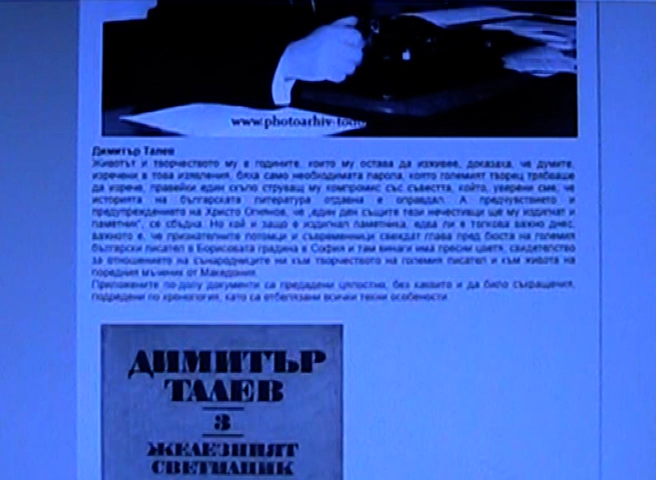 www.photoarhiv-
Димитър Талев
Животът и творчеството му в годините, които му остава да изживее, доказаха, че думите,
изречени в това изявления, бяха само необходимата парола, която големият творец трябваше
да изрече, правейки един скъпо струващ му компромис със съвестта, който, уверени сме, че
историята на българската литература отдавна е оправдал. А предчувствието и
предупреждението на Христо Огнянов, че „един ден същите тези нечестивци ще му издигнат и
паметник", се сбъдна. Но кой и защо е издигнал паметника, едва ли е толкова важно днес,
важното е, че признателните потомци и съвременници свеждат глава пред бюста на големия
български писател в Борисовата градина в София и там винаги има пресни цветя, свидетелство
за отношението на сънародниците ни към творчеството на големия писател и към живота на
поредния мъченик от Македония.
Приложените по-долу документи са предадени цялостно, без каквито и да било съкращения,
подредени по хронология, като са отбелязани всички техни особености.
ДИМИТЪР
ТАЛЕВ
3
ЖЕЛЕЗНИЯТ
СВЕТИЛНИК